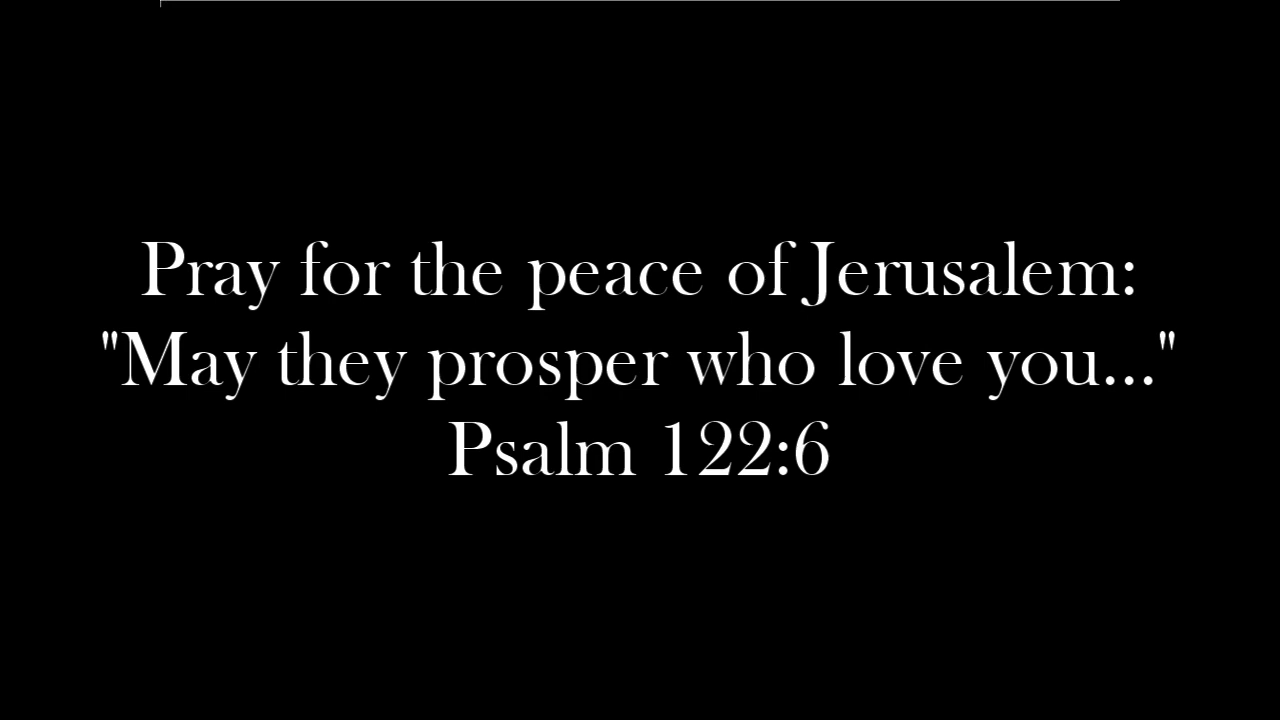 Pray for the peace of Jerusalem:
"May they prosper who love you..."
Psalm 122:6